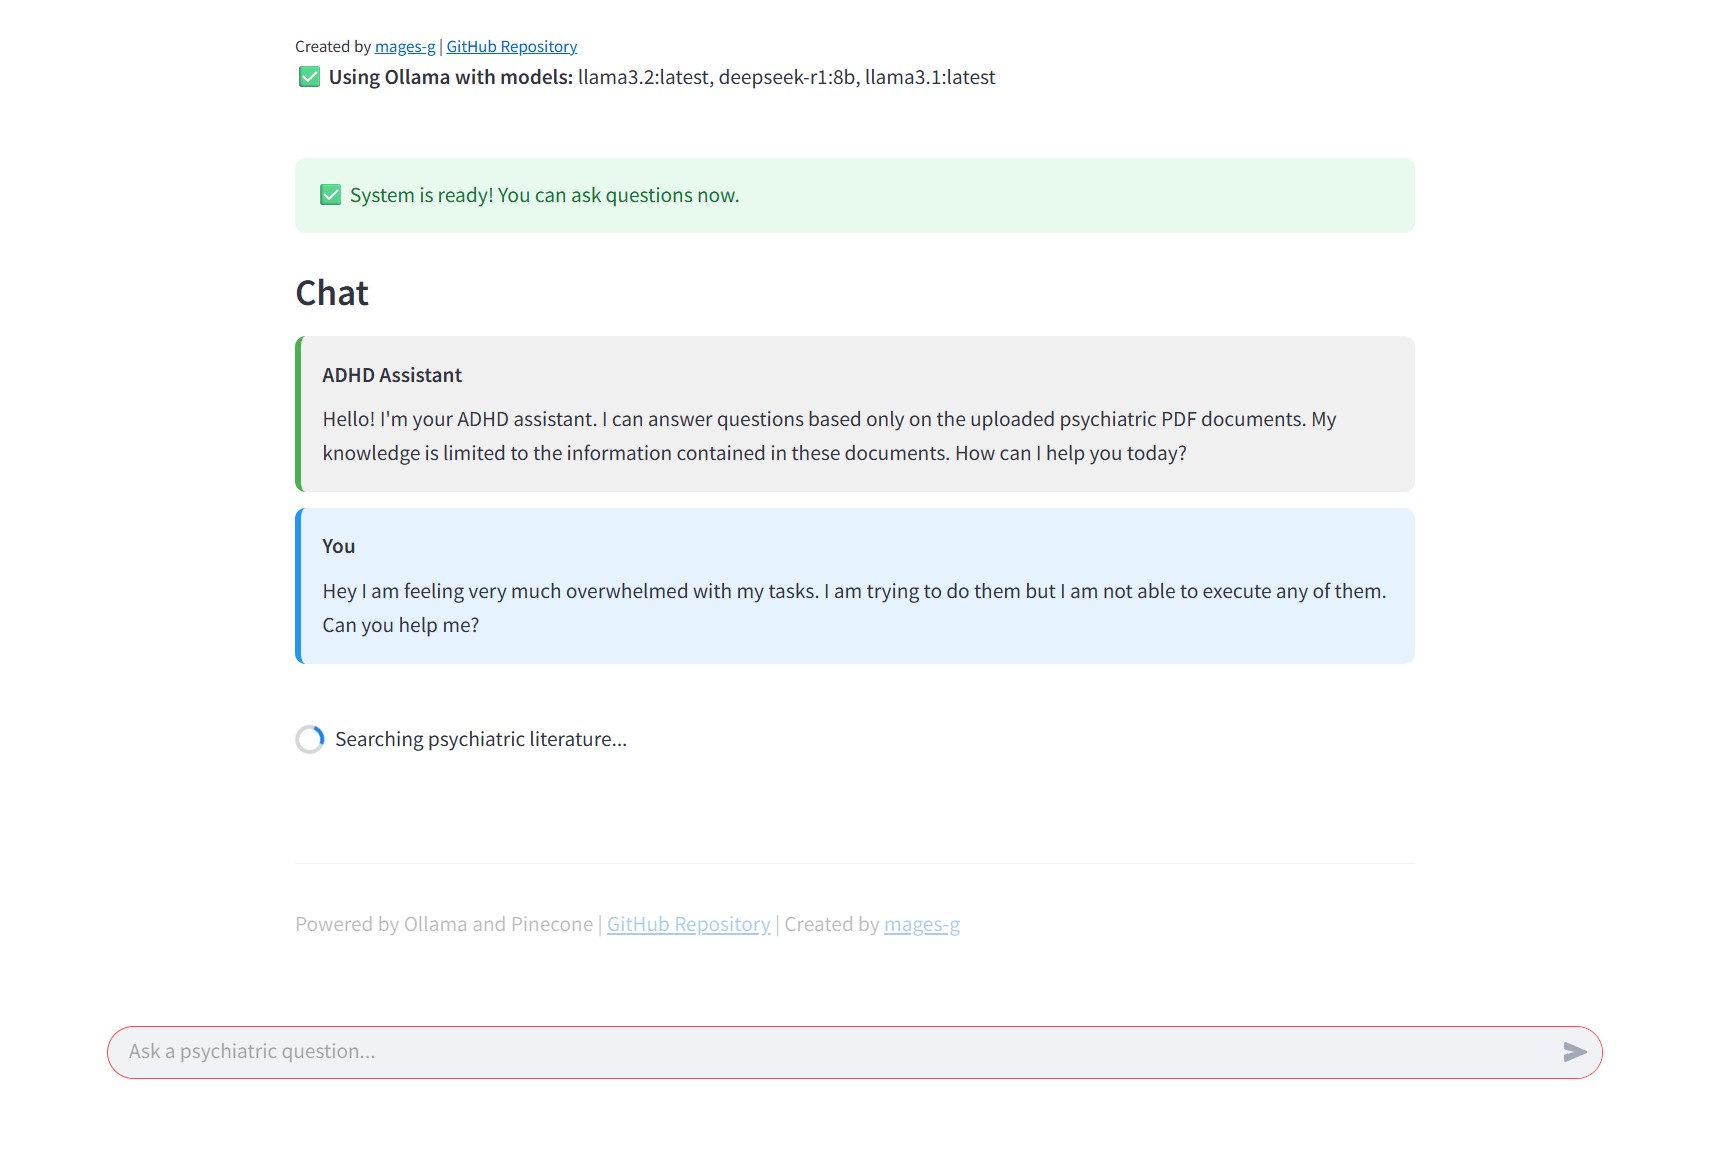 Created by mages-g | GitHub Repository
✅ Using Ollama with models: llama3.2:latest, deepseek-r1:8b, llama3.1:latest
✅ System is ready! You can ask questions now.
Chat
ADHD Assistant
Hello! I'm your ADHD assistant. I can answer questions based only on the uploaded psychiatric PDF documents. My
knowledge is limited to the information contained in these documents. How can I help you today?
You
Hey I am feeling very much overwhelmed with my tasks. I am trying to do them but I am not able to execute any of them.
Can you help me?
Searching psychiatric literature...
Powered by Ollama and Pinecone | GitHub Repository | Created by mages-g
Ask a psychiatric question...